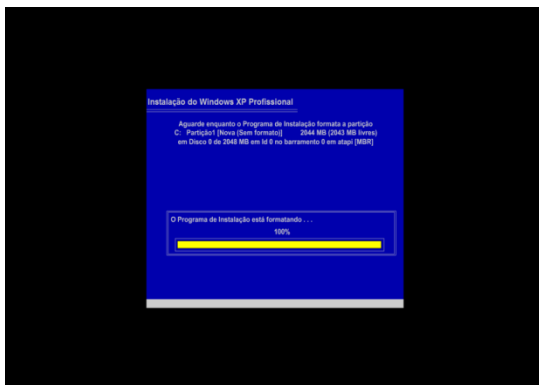 Instalação do Windows XP Profissional
Aguarde enquanto o Programa de Instalação formata a partição
C: Partição1 [Nova (Sem formato)] 2044 MB (2043 MB livres)
em Disco 0 de 2048 MB em Id 0 no barramento 0 em atapi [MBR]
O Programa de Instalação está formatando . . .
100%